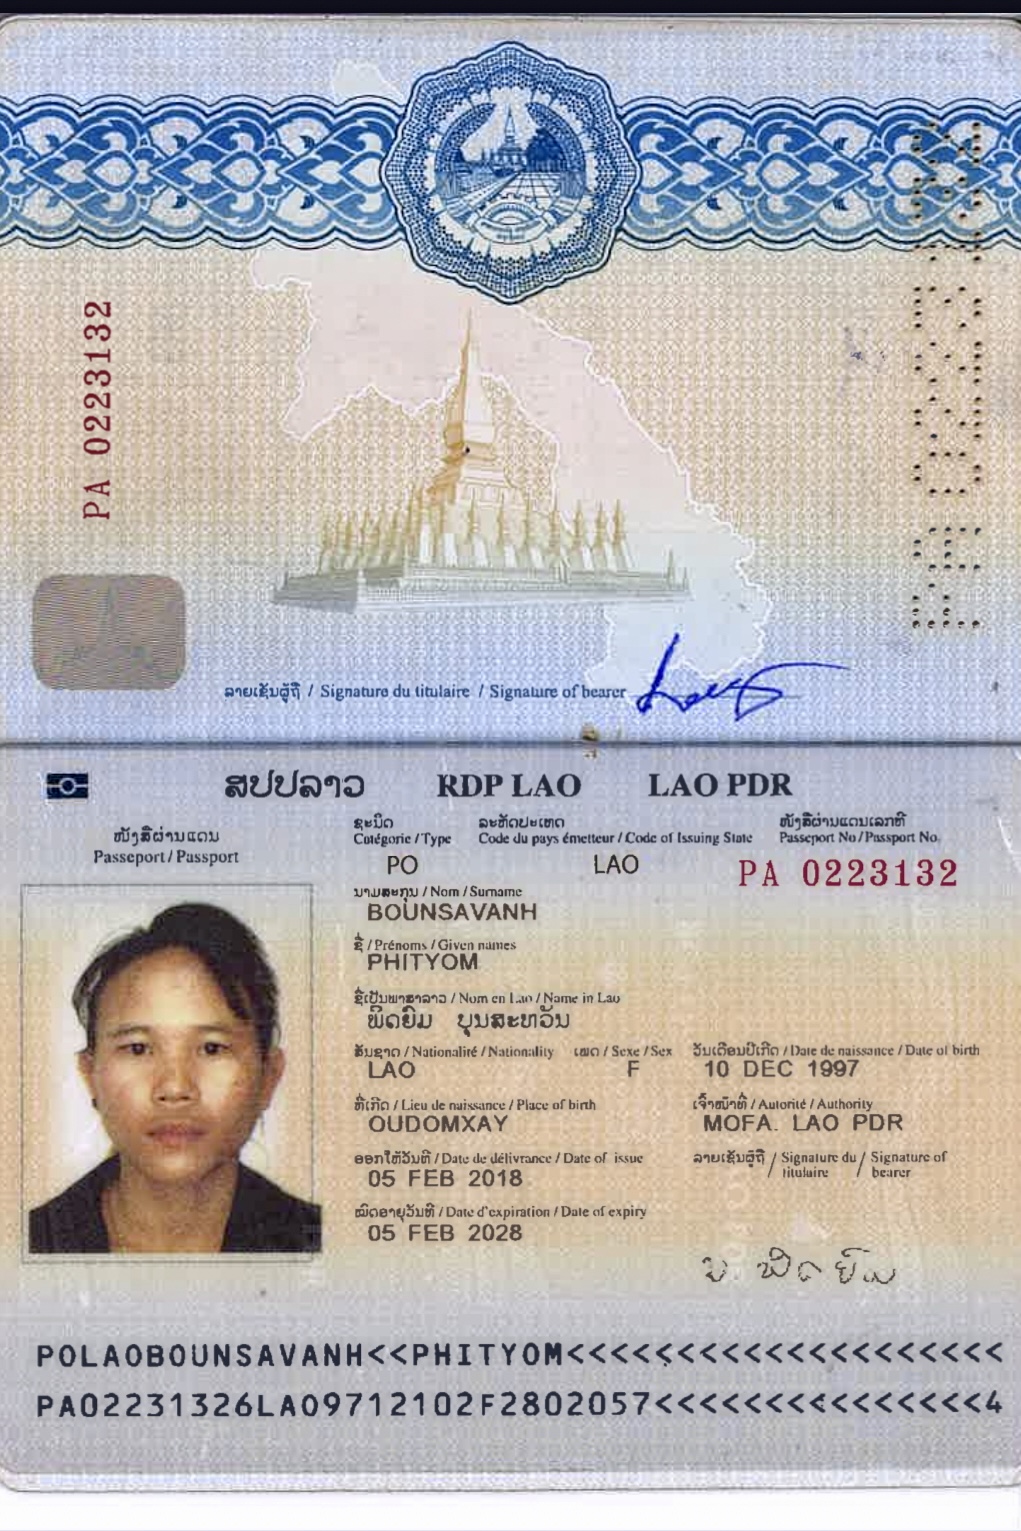 PA 0223132
PA 0223132
ລາຍເຊັນຜູ້ຖື / Signature du titulaire / Signature of bearer
ສປປລາວ RDP LAO LAO PDR
ໜັງສືຜ່ານແດນ
Passeport / Passport
ຊະນິດ
Catégorie / Type
PO
ລະຫັດປະເທດ
Code du pays émetteur / Code of Issuing State
LAO
ໜັງສືຜ່ານແດນເລກທີ
Passeport No / Passport No.
PA 0223132
ນາມສະກຸນ / Nom / Surname
BOUNSAVANH
ຊື່ / Prénoms / Given names
PHITYOM
ຊື່ເປັນພາສາລາວ / Nom en Lao / Name in Lao
ພິດຍົມ ບຸນສະຫວັນ
ສັນຊາດ / Nationalité / Nationality ເພດ / Sexe / Sex ວັນເດືອນປີເກີດ / Date de naissance / Date of birth
LAO F 10 DEC 1997
ທີ່ເກີດ / Lieu de naissance / Place of birth ເຈົ້າໜ້າທີ່ / Autorité / Authority
OUDOMXAY MOFA. LAO PDR
ອອກໃຫ້ວັນທີ / Date de délivrance / Date of issue
05 FEB 2018
ລາຍເຊັນຜູ້ຖື / Signature du titulaire / Signature of bearer
ໝົດອາຍຸວັນທີ / Date d'expiration / Date of expiry
05 FEB 2028
ບ. ພິດຍົມ
POLAOBOUNSAVANH<<PHITYOM<<<<<<<<<<<<<<<<<<<<
PA02231326LAO9712102F2802057<<<<<<<<<<<<<<<4